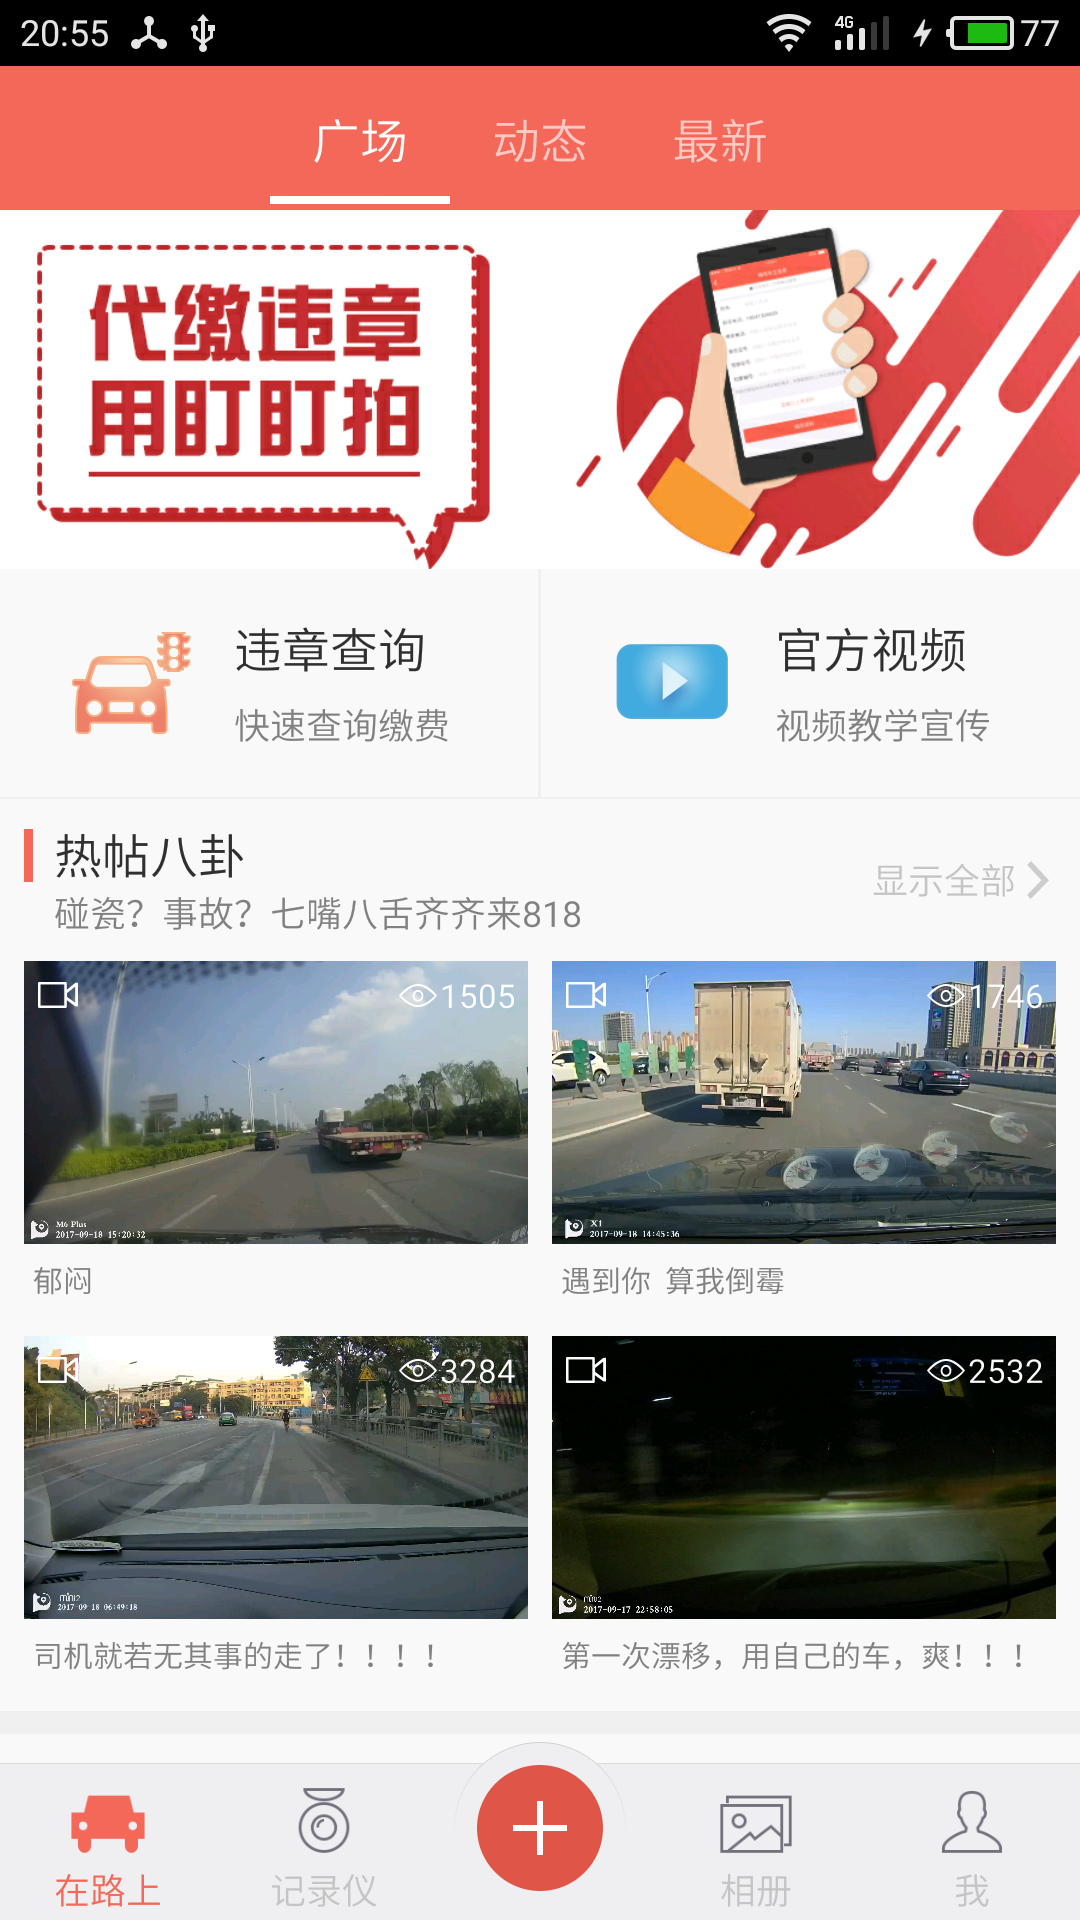 20:55 4G 77
广场 动态 最新
代缴违章
用盯盯拍
违章查询
快速查询缴费
官方视频
视频教学宣传
热帖八卦
碰瓷？事故？七嘴八舌齐齐来818
显示全部
1505
M6 Plus
2017-09-18 15:20:32
1746
X1
2017-09-18 14:45:36
郁闷
遇到你 算我倒霉
3284
mini2
2017-09-18 06:49:18
2532
mini2
2017-09-17 22:58:05
司机就若无其事的走了！！！！
第一次漂移，用自己的车，爽！！！
在路上 记录仪 相册 我